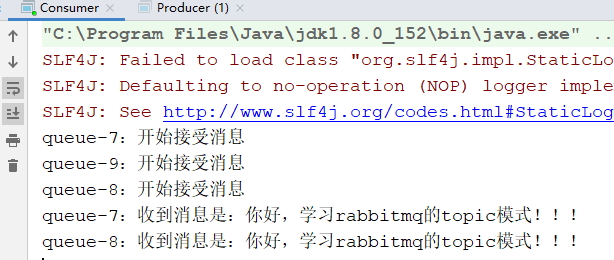 Consumer Producer (1)
"C:\Program Files\Java\jdk1.8.0_152\bin\java.exe" ..
SLF4J: Failed to load class "org.slf4j.impl.StaticLo
SLF4J: Defaulting to no-operation (NOP) logger imple
SLF4J: See http://www.slf4j.org/codes.html#StaticLog
queue-7：开始接受消息
queue-9：开始接受消息
queue-8：开始接受消息
queue-7：收到消息是：你好，学习rabbitmq的topic模式！！！
queue-8：收到消息是：你好，学习rabbitmq的topic模式！！！